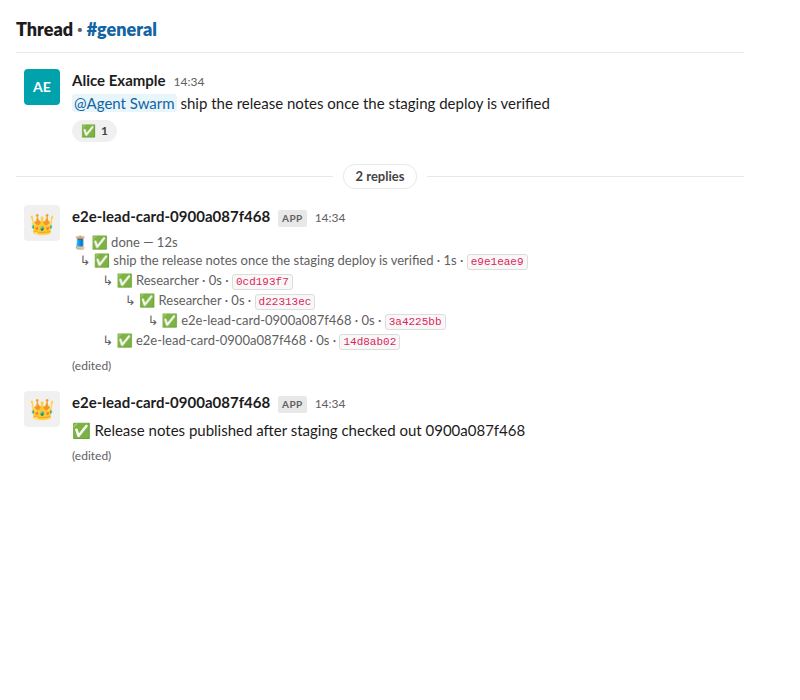 Thread • #general
AE
Alice Example 14:34
@Agent Swarm ship the release notes once the staging deploy is verified
✅ 1
2 replies
e2e-lead-card-0900a087f468 APP 14:34
🧵 ✅ done — 12s
↳ ✅ ship the release notes once the staging deploy is verified · 1s · e9e1eae9
↳ ✅ Researcher · 0s · 0cd193f7
↳ ✅ Researcher · 0s · d22313ec
↳ ✅ e2e-lead-card-0900a087f468 · 0s · 3a4225bb
↳ ✅ e2e-lead-card-0900a087f468 · 0s · 14d8ab02
(edited)
e2e-lead-card-0900a087f468 APP 14:34
✅ Release notes published after staging checked out 0900a087f468
(edited)